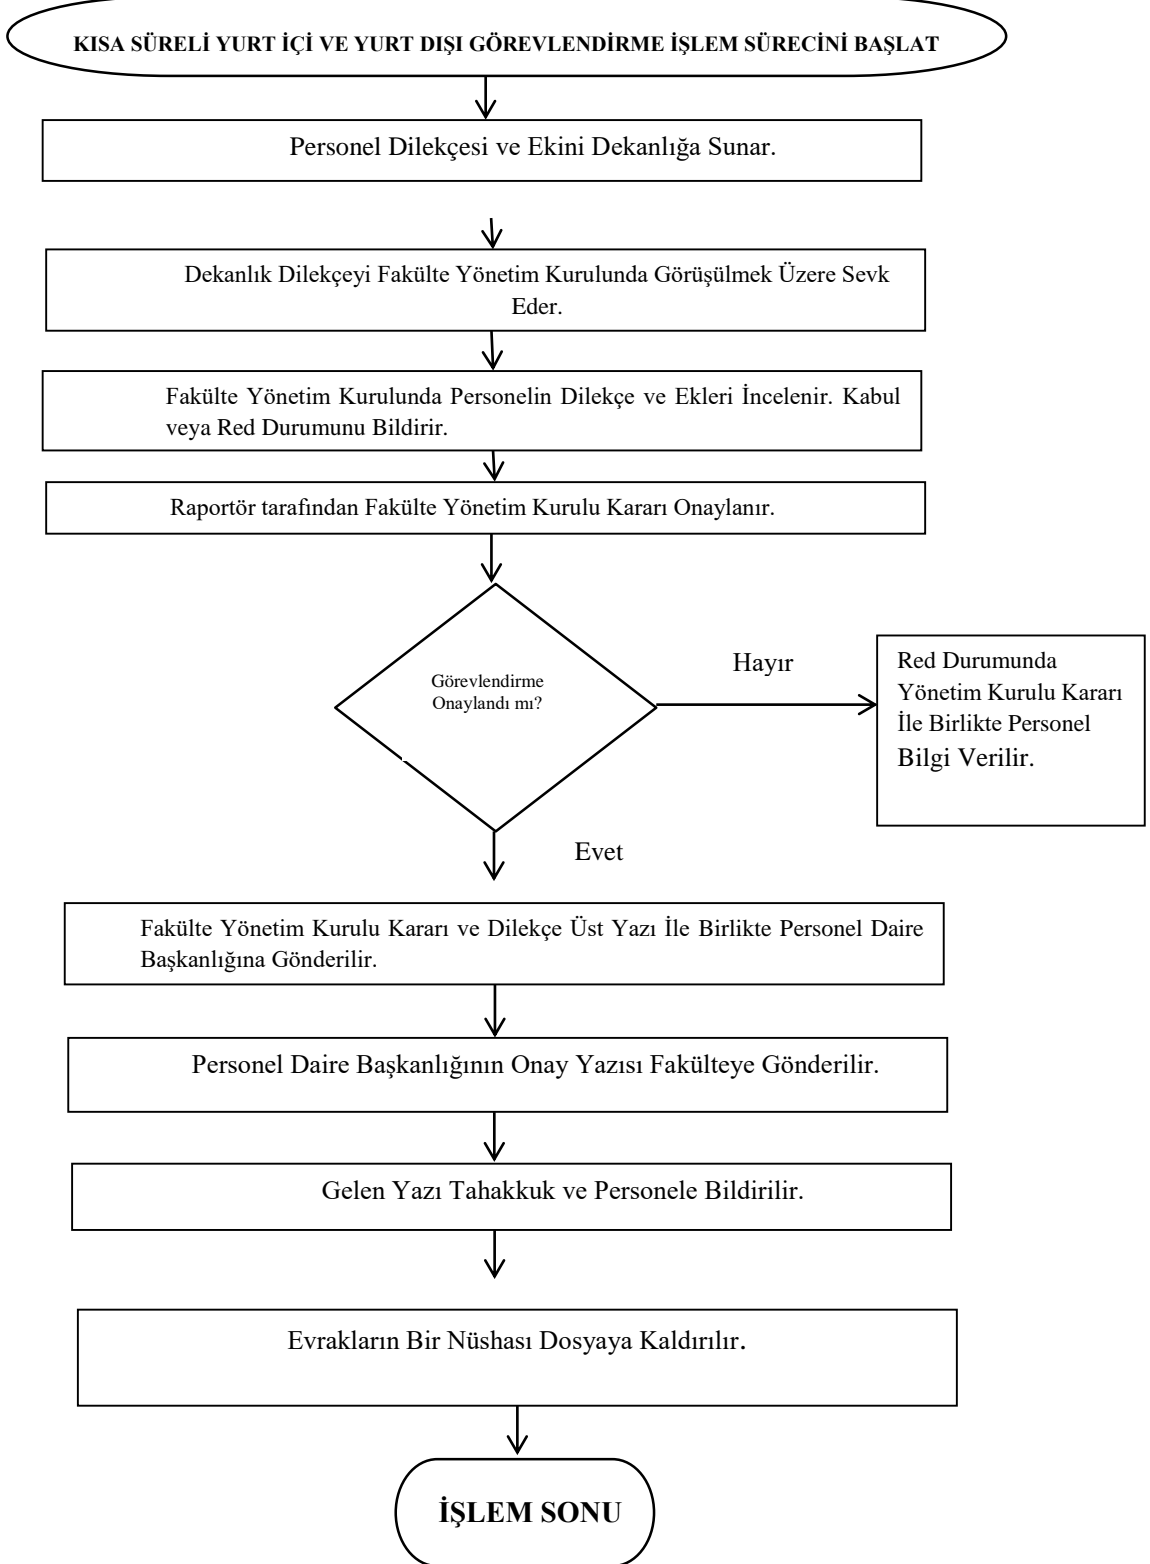 KISA SÜRELİ YURT İÇİ VE YURT DIŞI GÖREVLENDİRME İŞLEM SÜRECİNİ BAŞLAT
Personel Dilekçesi ve Ekini Dekanlığa Sunar.
Dekanlık Dilekçeyi Fakülte Yönetim Kurulunda Görüşülmek Üzere Sevk
Eder.
Fakülte Yönetim Kurulunda Personelin Dilekçe ve Ekleri İncelenir. Kabul
veya Red Durumunu Bildirir.
Raportör tarafından Fakülte Yönetim Kurulu Kararı Onaylanır.
Görevlendirme
Onaylandı mı?
Hayır
Red Durumunda
Yönetim Kurulu Kararı
İle Birlikte Personel
Bilgi Verilir.
Evet
Fakülte Yönetim Kurulu Kararı ve Dilekçe Üst Yazı İle Birlikte Personel Daire
Başkanlığına Gönderilir.
Personel Daire Başkanlığının Onay Yazısı Fakülteye Gönderilir.
Gelen Yazı Tahakkuk ve Personele Bildirilir.
Evrakların Bir Nüshası Dosyaya Kaldırılır.
İŞLEM SONU